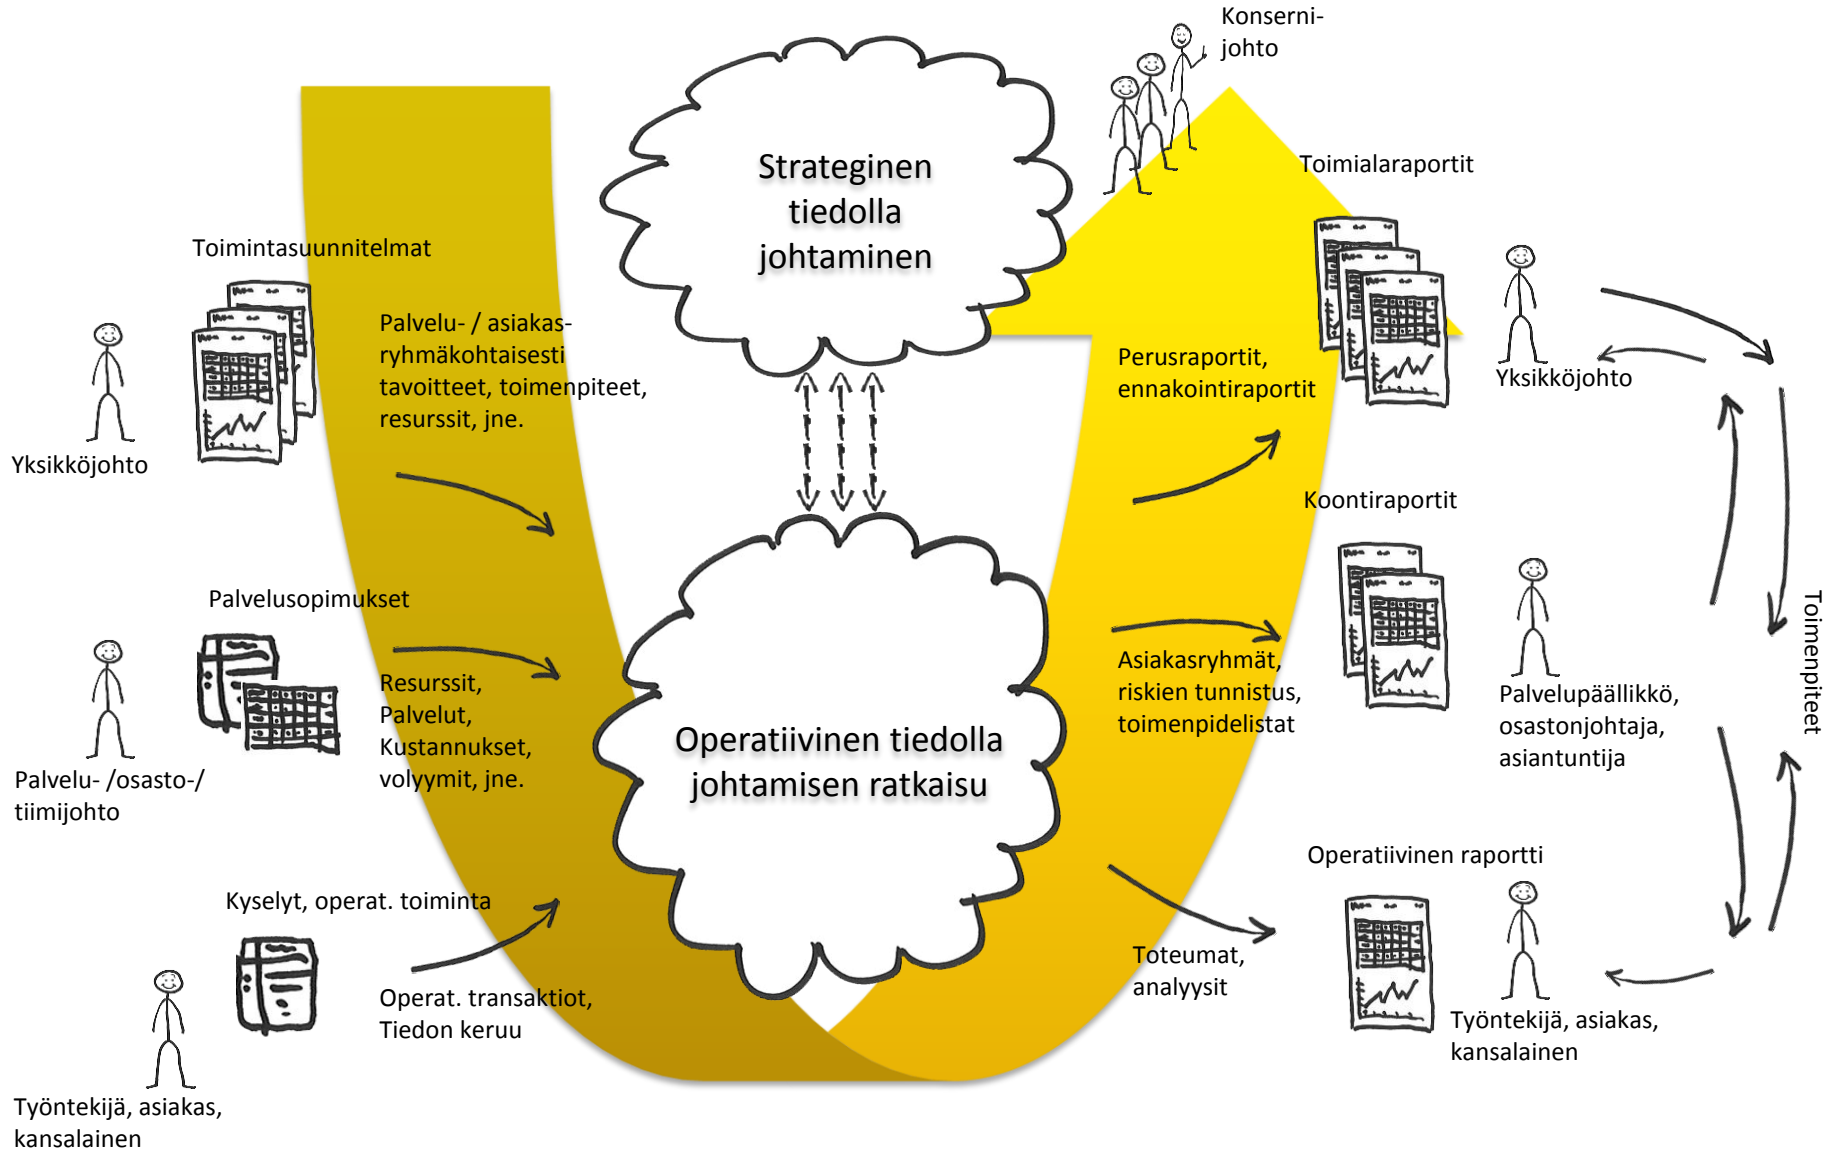 Konserni-
johto
Strateginen
tiedolla
johtaminen
Toimialaraportit
Toimintasuunnitelmat
Palvelu- / asiakas-
ryhmäkohtaisesti
tavoitteet, toimenpiteet,
resurssit, jne.
Yksikköjohto
Perusraportit,
ennakointiraportit
Yksikköjohto
Koontiraportit
Palvelusopimukset
Resurssit,
Palvelut,
Kustannukset,
volyymit, jne.
Palvelu- /osasto-/
tiimijohto
Operatiivinen tiedolla
johtamisen ratkaisu
Asiakasryhmät,
riskien tunnistus,
toimenpidelistat
Palvelupäällikkö,
osastonjohtaja,
asiantuntija
Toimenpiteet
Kyselyt, operat. toiminta
Operat. transaktiot,
Tiedon keruu
Työntekijä, asiakas,
kansalainen
Operatiivinen raportti
Toteumat,
analyysit
Työntekijä, asiakas,
kansalainen